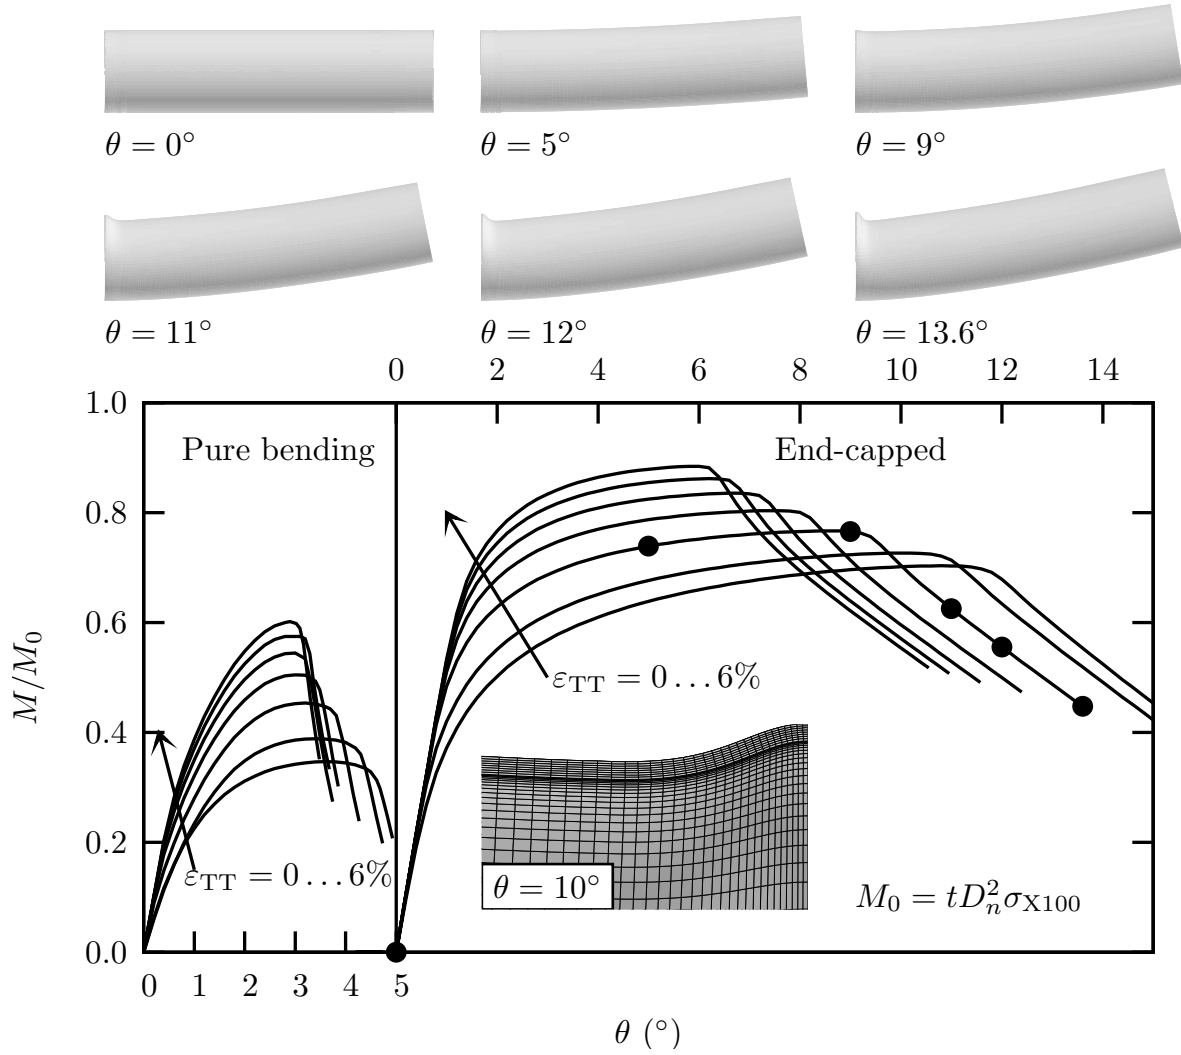 θ = 0°
θ = 5°
θ = 9°
θ = 11°
θ = 12°
θ = 13.6°
0 2 4 6 8 10 12 14
1.0
Pure bending
End-capped
0.8
0.6
M/M₀
ε_TT = 0...6%
0.4
0.2
ε_TT = 0...6%
θ = 10°
M₀ = tD_n²σ_X100
0.0
0 1 2 3 4 5
θ (°)